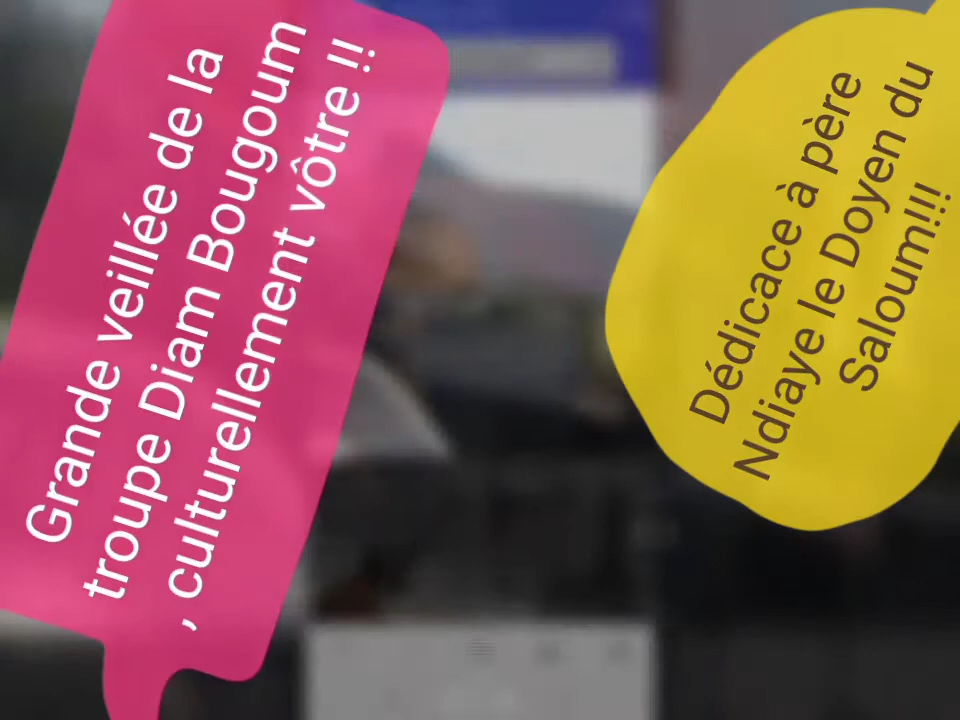 Grande veillée de la
troupe Diam Bougoum
, culturellement vôtre !!
Dédicace à père
Ndiaye le Doyen du
Saloum!!!